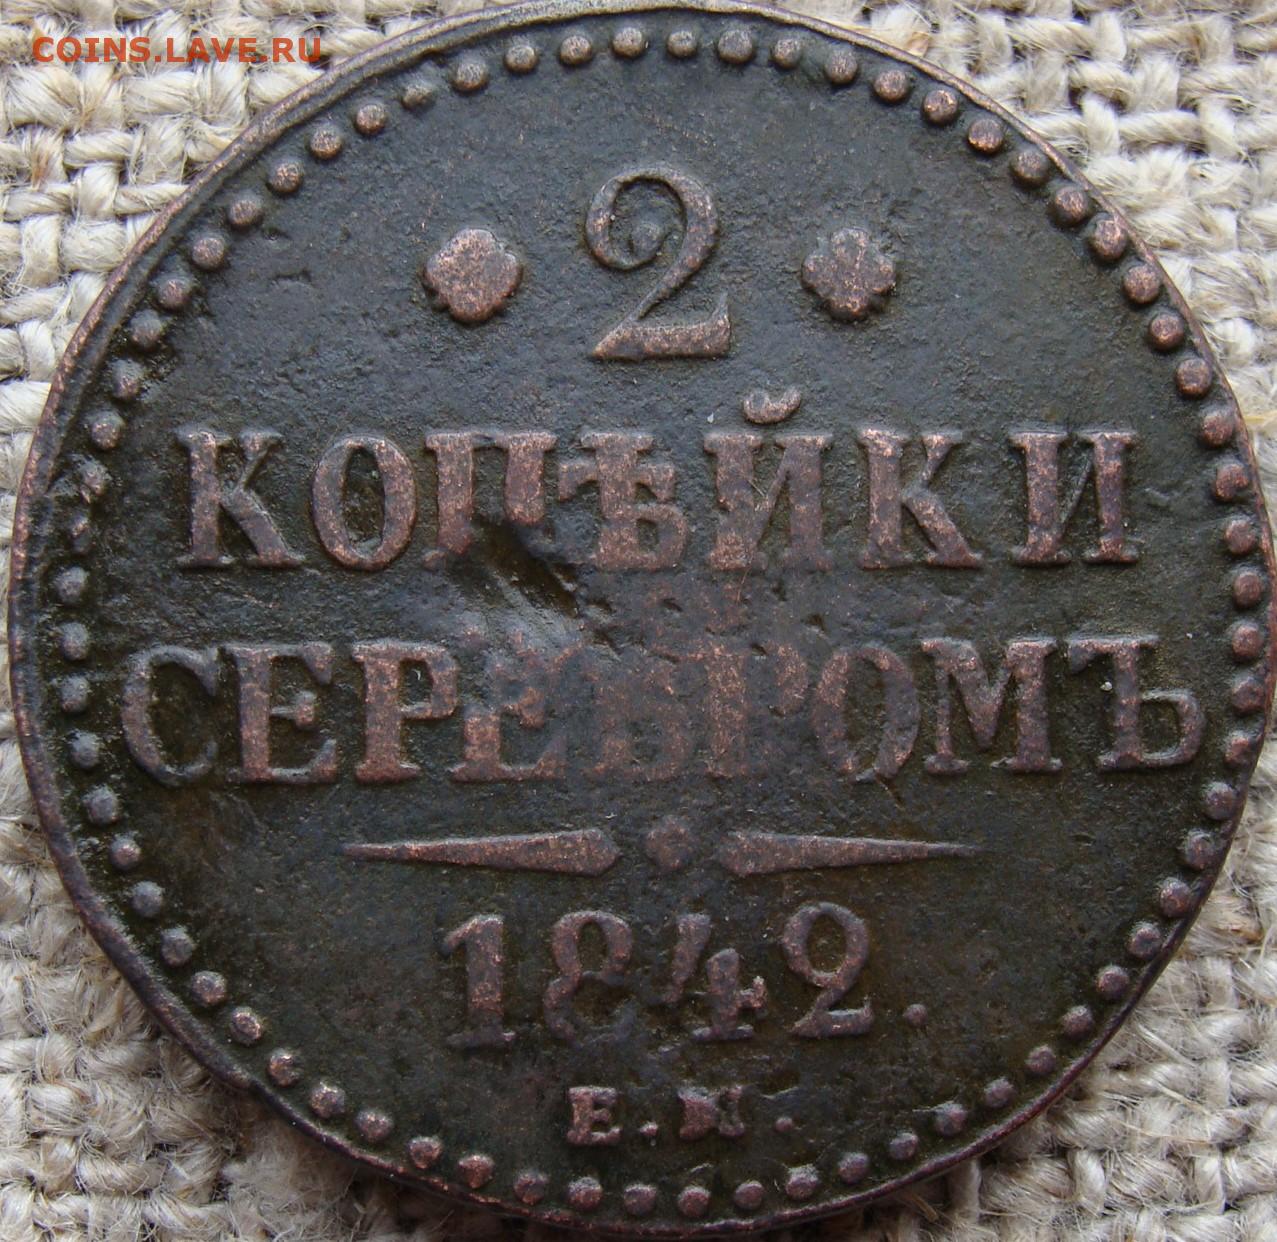 COINS.LAVE.RU
2
КОПѢЙКИ
СЕРЕБРОМЪ
1842.
Е.М.